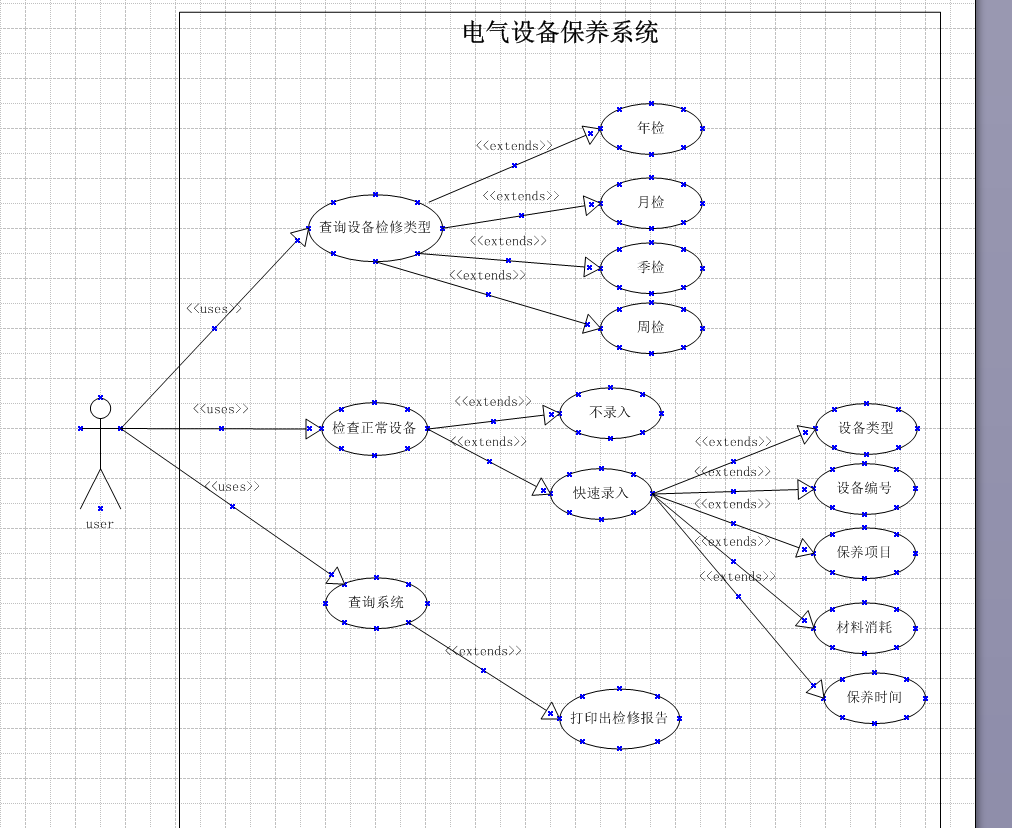 电气设备保养系统
年检
<<extends>>
<<extends>>
月检
查询设备检修类型
<<extends>>
季检
<<extends>>
<<uses>>
周检
<<uses>>
<<extends>>
不录入
检查正常设备
<<extends>>
设备类型
<<extends>>
<<extends>>
<<uses>>
快速录入
设备编号
<<extends>>
user
<<extends>>
保养项目
<<extends>>
查询系统
材料消耗
<<extends>>
保养时间
打印出检修报告